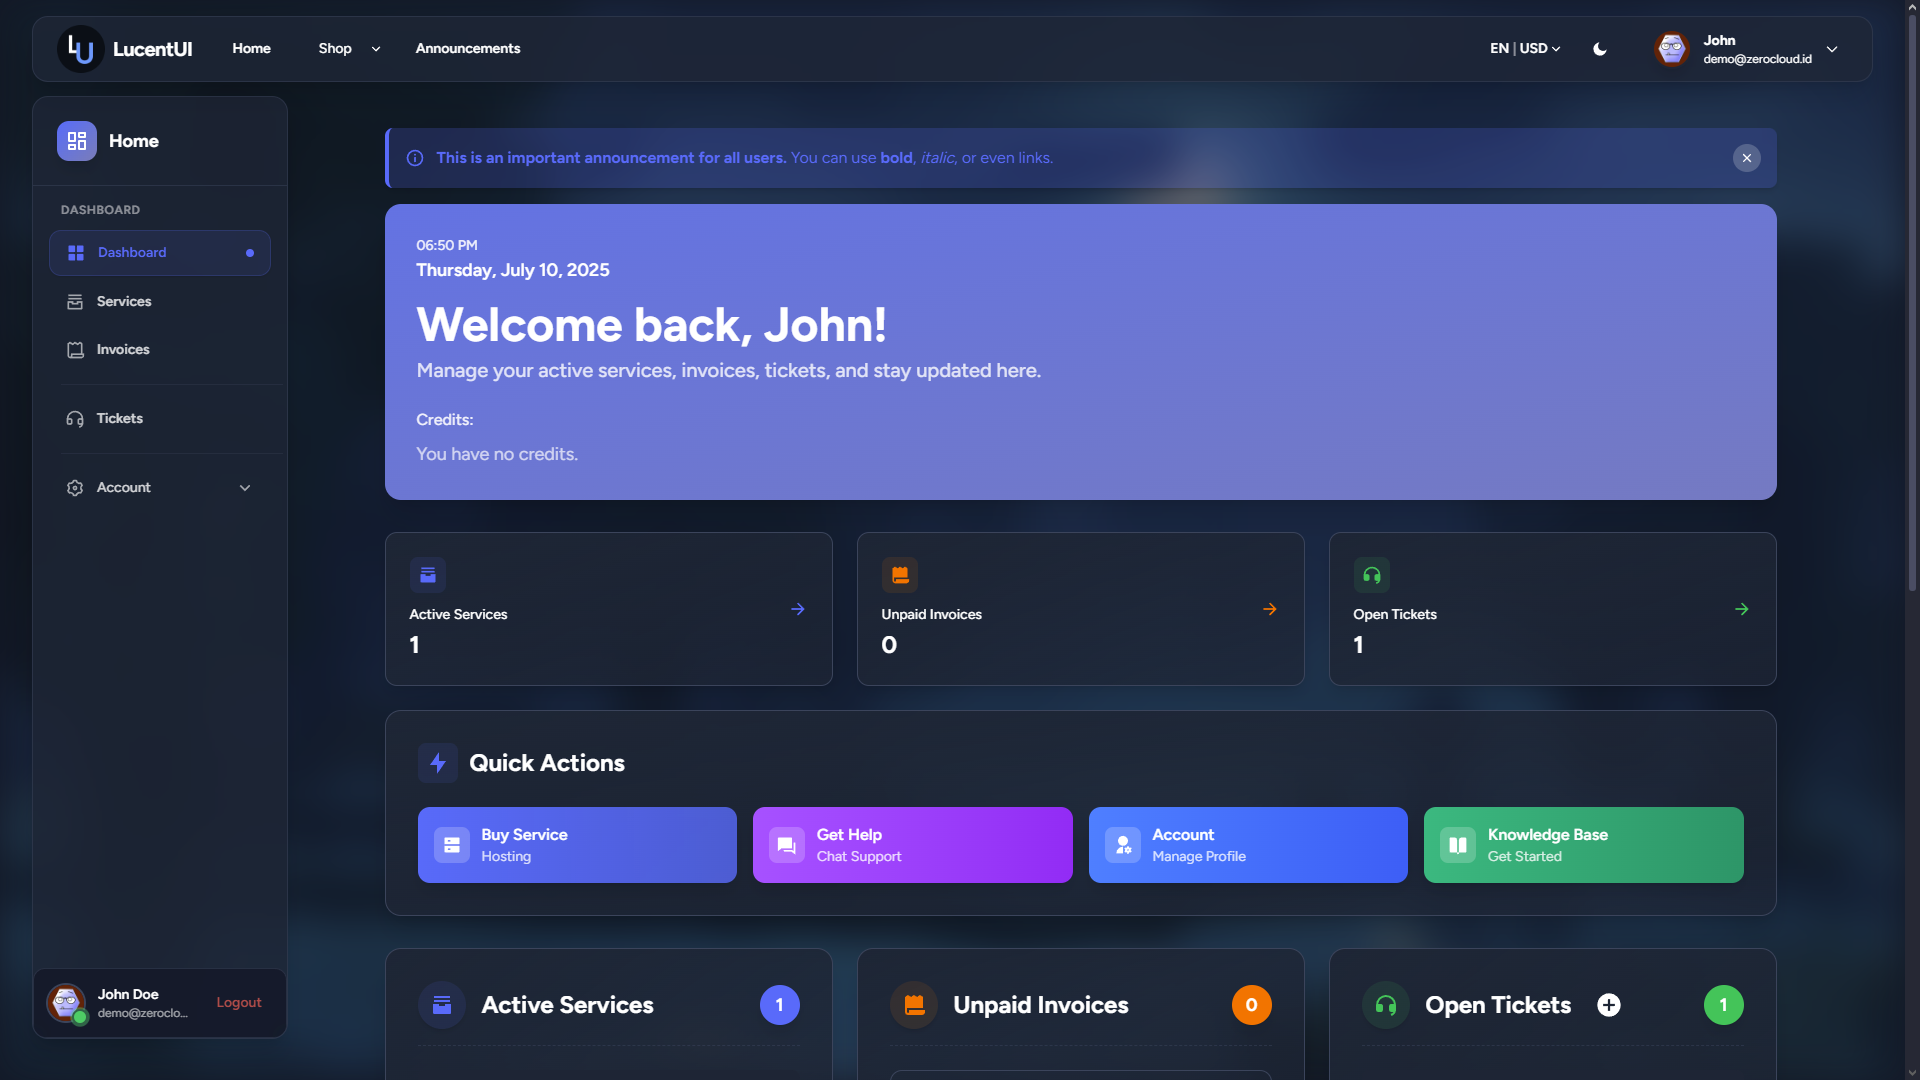 LucentUI
Home
Shop
Announcements
EN | USD
John
demo@zerocloud.id
Home
DASHBOARD
Dashboard
Services
Invoices
Tickets
Account
John Doe
demo@zeroclo...
Logout
This is an important announcement for all users. You can use bold, italic, or even links.
06:50 PM
Thursday, July 10, 2025
Welcome back, John!
Manage your active services, invoices, tickets, and stay updated here.
Credits:
You have no credits.
Active Services
1
Unpaid Invoices
0
Open Tickets
1
Quick Actions
Buy Service
Hosting
Get Help
Chat Support
Account
Manage Profile
Knowledge Base
Get Started
Active Services
1
Unpaid Invoices
0
Open Tickets
1